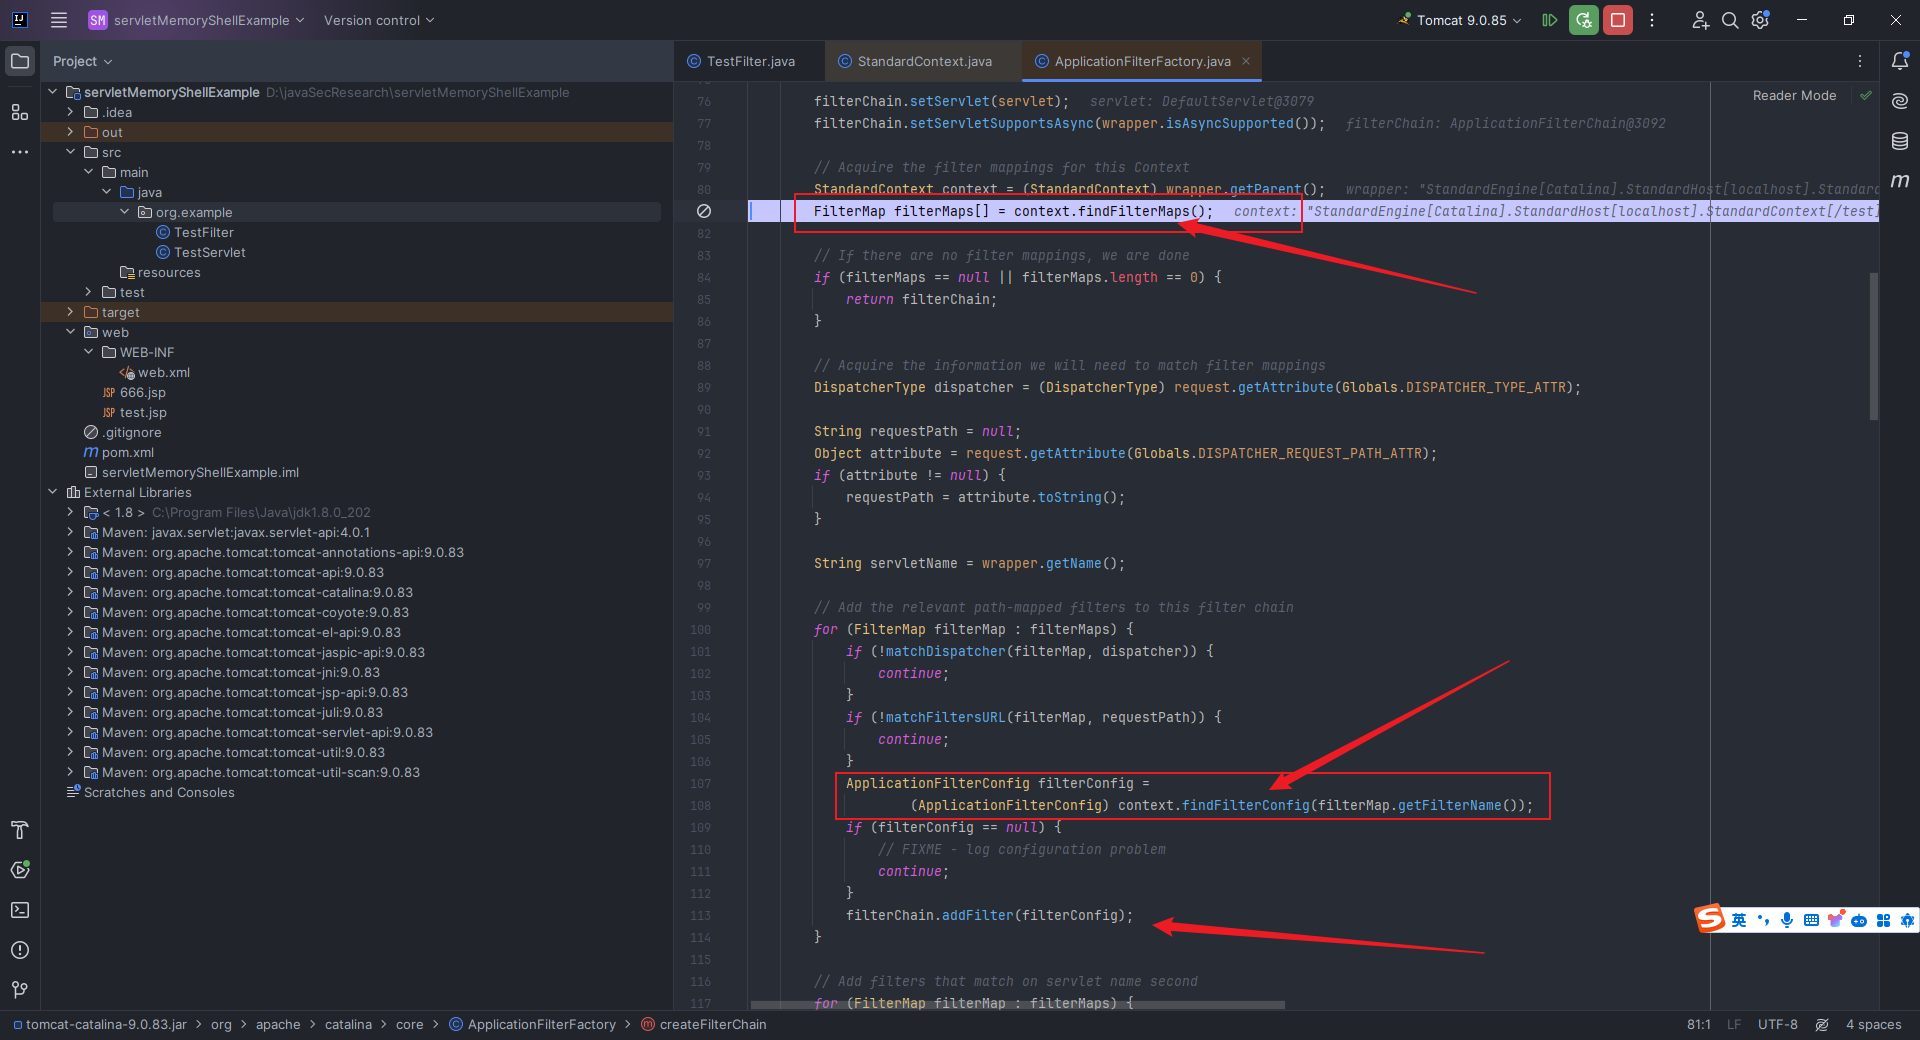 SM servletMemoryShellExample Version control
Tomcat 9.0.85
Project
servletMemoryShellExample D:\javaSecResearch\servletMemoryShellExample
.idea
out
src
main
java
org.example
TestFilter
TestServlet
resources
test
target
web
WEB-INF
web.xml
JSP 666.jsp
JSP test.jsp
.gitignore
m pom.xml
servletMemoryShellExample.iml
External Libraries
< 1.8 > C:\Program Files\Java\jdk1.8.0_202
Maven: javax.servlet:javax.servlet-api:4.0.1
Maven: org.apache.tomcat:tomcat-annotations-api:9.0.83
Maven: org.apache.tomcat:tomcat-api:9.0.83
Maven: org.apache.tomcat:tomcat-catalina:9.0.83
Maven: org.apache.tomcat:tomcat-coyote:9.0.83
Maven: org.apache.tomcat:tomcat-el-api:9.0.83
Maven: org.apache.tomcat:tomcat-jaspic-api:9.0.83
Maven: org.apache.tomcat:tomcat-jni:9.0.83
Maven: org.apache.tomcat:tomcat-jsp-api:9.0.83
Maven: org.apache.tomcat:tomcat-juli:9.0.83
Maven: org.apache.tomcat:tomcat-servlet-api:9.0.83
Maven: org.apache.tomcat:tomcat-util:9.0.83
Maven: org.apache.tomcat:tomcat-util-scan:9.0.83
Scratches and Consoles
TestFilter.java StandardContext.java ApplicationFilterFactory.java
Reader Mode
76 filterChain.setServlet(servlet); servlet: DefaultServlet@3079
77 filterChain.setServletSupportsAsync(wrapper.isAsyncSupported()); filterChain: ApplicationFilterChain@3092
78
79 // Acquire the filter mappings for this Context
80 StandardContext context = (StandardContext) wrapper.getParent(); wrapper: "StandardEngine[Catalina].StandardHost[localhost].Standard
FilterMap filterMaps[] = context.findFilterMaps(); context: "StandardEngine[Catalina].StandardHost[localhost].StandardContext[/test]
82
83 // If there are no filter mappings, we are done
84 if (filterMaps == null || filterMaps.length == 0) {
85 return filterChain;
86 }
87
88 // Acquire the information we will need to match filter mappings
89 DispatcherType dispatcher = (DispatcherType) request.getAttribute(Globals.DISPATCHER_TYPE_ATTR);
90
91 String requestPath = null;
92 Object attribute = request.getAttribute(Globals.DISPATCHER_REQUEST_PATH_ATTR);
93 if (attribute != null) {
94 requestPath = attribute.toString();
95 }
96
97 String servletName = wrapper.getName();
98
99 // Add the relevant path-mapped filters to this filter chain
100 for (FilterMap filterMap : filterMaps) {
101 if (!matchDispatcher(filterMap, dispatcher)) {
102 continue;
103 }
104 if (!matchFiltersURL(filterMap, requestPath)) {
105 continue;
106 }
107 ApplicationFilterConfig filterConfig =
108 (ApplicationFilterConfig) context.findFilterConfig(filterMap.getFilterName());
109 if (filterConfig == null) {
110 // FIXME - log configuration problem
111 continue;
112 }
113 filterChain.addFilter(filterConfig);
114 }
115
116 // Add filters that match on servlet name second
117 for (FilterMap filterMap : filterMaps) {
英
tomcat-catalina-9.0.83.jar > org > apache > catalina > core > ApplicationFilterFactory > createFilterChain
81:1 LF UTF-8 4 spaces